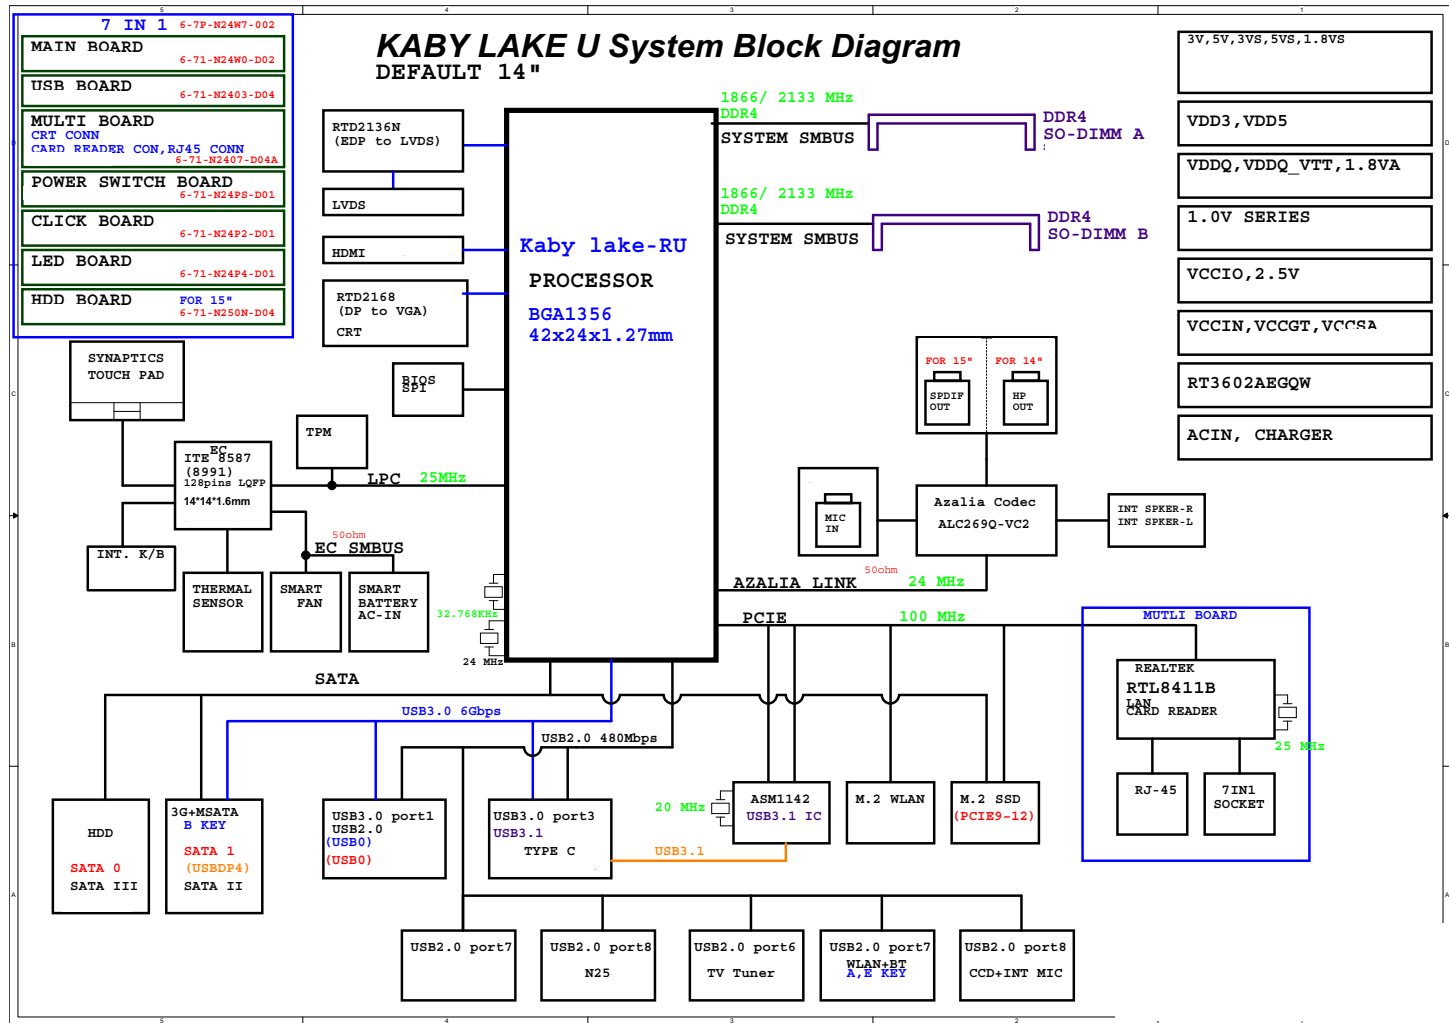 7 IN 1 6-7P-N24W7-002
MAIN BOARD
6-71-N24W0-D02
USB BOARD
6-71-N2403-D04
MULTI BOARD
CRT CONN
CARD READER CON,RJ45 CONN
6-71-N2407-D04A
POWER SWITCH BOARD
6-71-N24PS-D01
CLICK BOARD
6-71-N24P2-D01
LED BOARD
6-71-N24P4-D01
HDD BOARD FOR 15"
6-71-N250N-D04
KABY LAKE U System Block Diagram
DEFAULT 14"
RTD2136N
(EDP to LVDS)
LVDS
HDMI
RTD2168
(DP to VGA)
CRT
BIOS
SPI
Kaby lake-RU
PROCESSOR
BGA1356
42x24x1.27mm
1866/ 2133 MHz
DDR4
SYSTEM SMBUS
DDR4
SO-DIMM A
1866/ 2133 MHz
DDR4
SYSTEM SMBUS
DDR4
SO-DIMM B
3V,5V,3VS,5VS,1.8VS
VDD3,VDD5
VDDQ,VDDQ_VTT,1.8VA
1.0V SERIES
VCCIO,2.5V
VCCIN,VCCGT,VCCSA
RT3602AEGQW
ACIN, CHARGER
SYNAPTICS
TOUCH PAD
TPM
EC
ITE 8587
(8991)
128pins LQFP
14*14*1.6mm
LPC 25MHz
INT. K/B
50ohm
EC SMBUS
THERMAL
SENSOR
SMART
FAN
SMART
BATTERY
AC-IN
32.768KHz
24 MHz
FOR 15" FOR 14"
SPDIF
OUT
HP
OUT
MIC
IN
Azalia Codec
ALC269Q-VC2
INT SPKER-R
INT SPKER-L
50ohm
AZALIA LINK 24 MHz
PCIE 100 MHz
MUTLI BOARD
REALTEK
RTL8411B
LAN
CARD READER
25 MHz
RJ-45
7IN1
SOCKET
SATA
USB3.0 6Gbps
USB2.0 480Mbps
HDD
SATA 0
SATA III
3G+MSATA
B KEY
SATA 1
(USBDP4)
SATA II
USB3.0 port1
USB2.0
(USB0)
(USB0)
USB3.0 port3
USB3.1
TYPE C
USB3.1
20 MHz
ASM1142
USB3.1 IC
M.2 WLAN
M.2 SSD
(PCIE9~12)
USB2.0 port7
USB2.0 port8
N25
USB2.0 port6
TV Tuner
USB2.0 port7
WLAN+BT
A,E KEY
USB2.0 port8
CCD+INT MIC